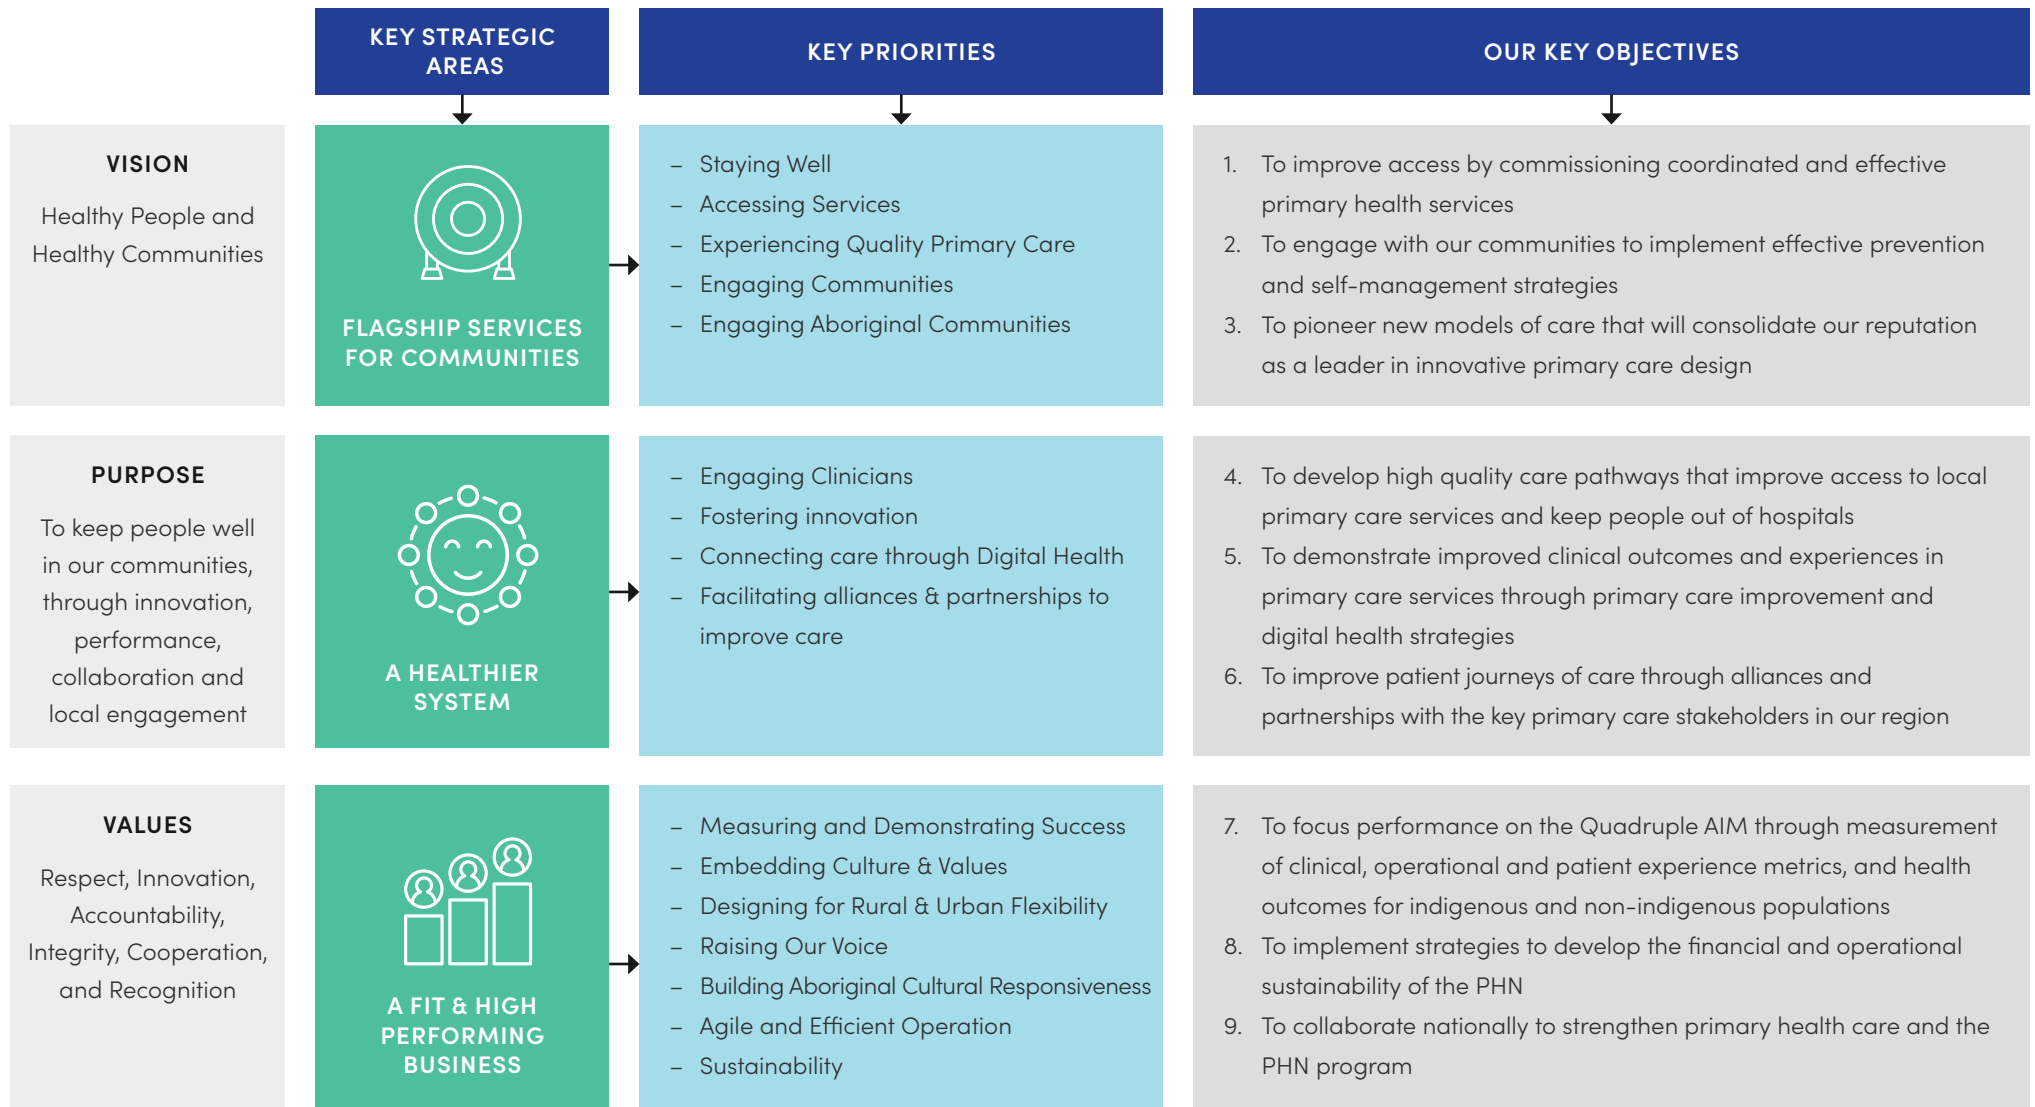 KEY STRATEGIC
AREAS
KEY PRIORITIES
OUR KEY OBJECTIVES
VISION
Healthy People and
Healthy Communities
FLAGSHIP SERVICES
FOR COMMUNITIES
– Staying Well
– Accessing Services
– Experiencing Quality Primary Care
– Engaging Communities
– Engaging Aboriginal Communities
1. To improve access by commissioning coordinated and effective
primary health services
2. To engage with our communities to implement effective prevention
and self-management strategies
3. To pioneer new models of care that will consolidate our reputation
as a leader in innovative primary care design
PURPOSE
To keep people well
in our communities,
through innovation,
performance,
collaboration and
local engagement
A HEALTHIER
SYSTEM
– Engaging Clinicians
– Fostering innovation
– Connecting care through Digital Health
– Facilitating alliances & partnerships to
improve care
4. To develop high quality care pathways that improve access to local
primary care services and keep people out of hospitals
5. To demonstrate improved clinical outcomes and experiences in
primary care services through primary care improvement and
digital health strategies
6. To improve patient journeys of care through alliances and
partnerships with the key primary care stakeholders in our region
VALUES
Respect, Innovation,
Accountability,
Integrity, Cooperation,
and Recognition
A FIT & HIGH
PERFORMING
BUSINESS
– Measuring and Demonstrating Success
– Embedding Culture & Values
– Designing for Rural & Urban Flexibility
– Raising Our Voice
– Building Aboriginal Cultural Responsiveness
– Agile and Efficient Operation
– Sustainability
7. To focus performance on the Quadruple AIM through measurement
of clinical, operational and patient experience metrics, and health
outcomes for indigenous and non-indigenous populations
8. To implement strategies to develop the financial and operational
sustainability of the PHN
9. To collaborate nationally to strengthen primary health care and the
PHN program